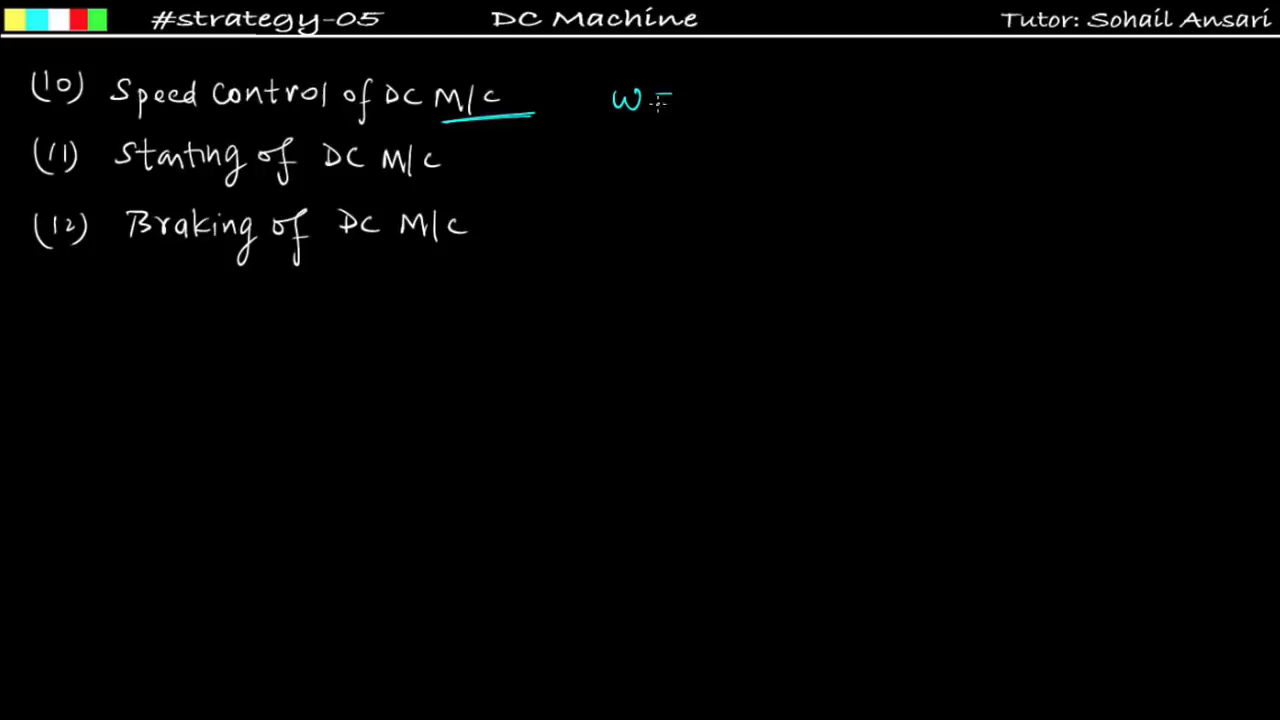 #strategy-05 DC Machine Tutor: Sohail Ansari
(10) Speed Control of DC M/C ω =
(11) Starting of DC M/C
(12) Braking of DC M/C